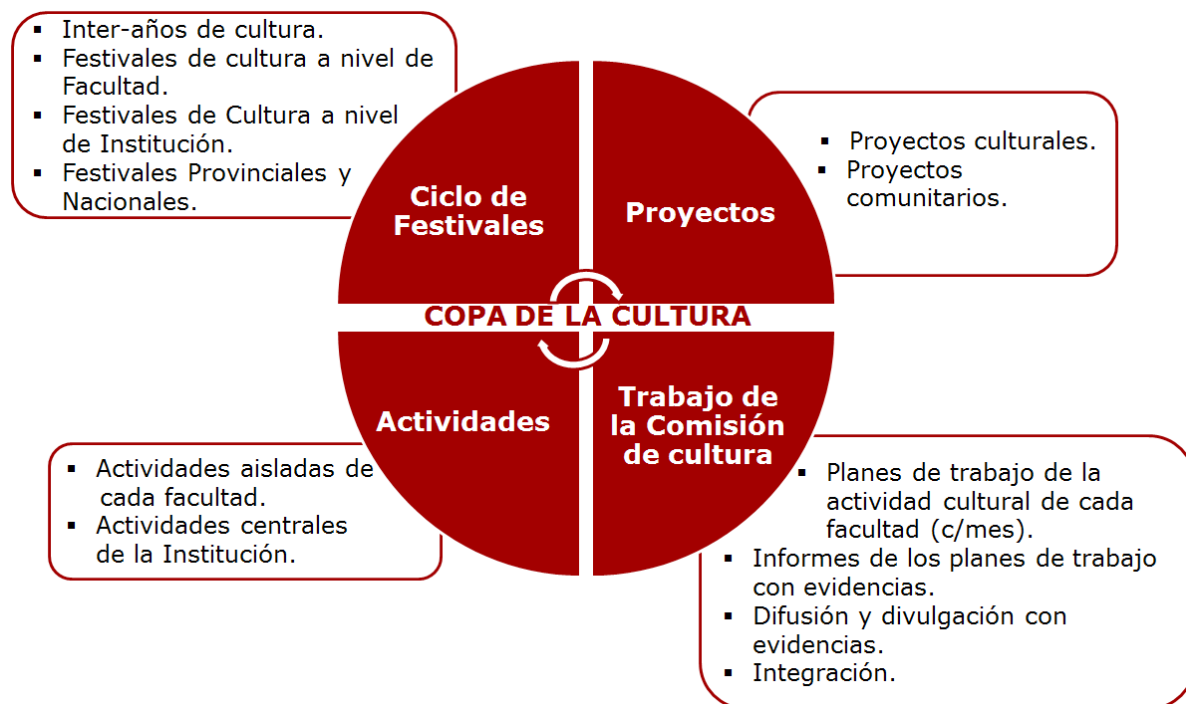 ▪ Inter-años de cultura.
▪ Festivales de cultura a nivel de
Facultad.
▪ Festivales de Cultura a nivel
de Institución.
▪ Festivales Provinciales y
Nacionales.
▪ Proyectos culturales.
▪ Proyectos
comunitarios.
Ciclo de
Festivales
Proyectos
COPA DE LA CULTURA
Actividades
Trabajo de
la Comisión
de cultura
▪ Actividades aisladas de
cada facultad.
▪ Actividades centrales
de la Institución.
▪ Planes de trabajo de la
actividad cultural de cada
facultad (c/mes).
▪ Informes de los planes de trabajo
con evidencias.
▪ Difusión y divulgación con
evidencias.
▪ Integración.